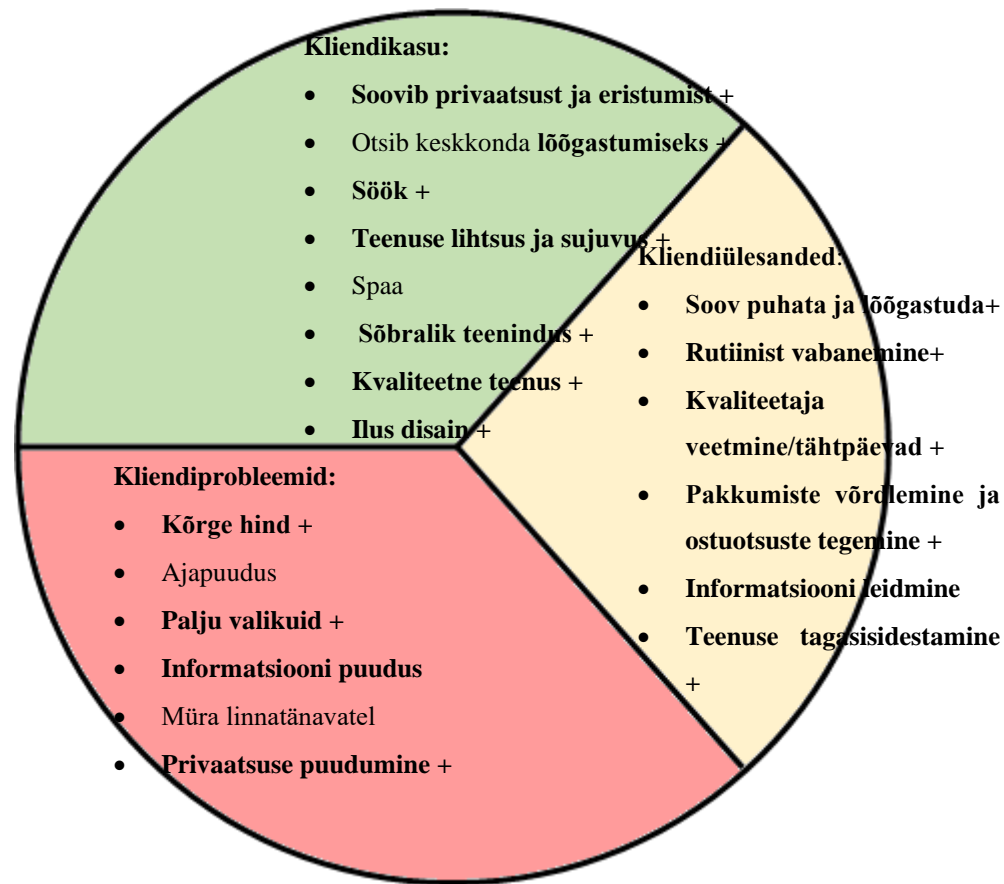 Kliendikasu:
• Soovib privaatsust ja eristumist +
• Otsib keskkonda lõõgastumiseks +
• Söök +
• Teenuse lihtsus ja sujuvus +
• Spaa
• Sõbralik teenindus +
• Kvaliteetne teenus +
• Ilus disain +
Kliendiülesanded:
• Soov puhata ja lõõgastuda+
• Rutiinist vabanemine+
• Kvaliteetaja
veetmine/tähtpäevad +
• Pakkumiste võrdlemine ja
ostuotsuste tegemine +
• Informatsiooni leidmine
• Teenuse tagasisidestamine
+
Kliendiprobleemid:
• Kõrge hind +
• Ajapuudus
• Palju valikuid +
• Informatsiooni puudus
• Müra linnatänavatel
• Privaatsuse puudumine +